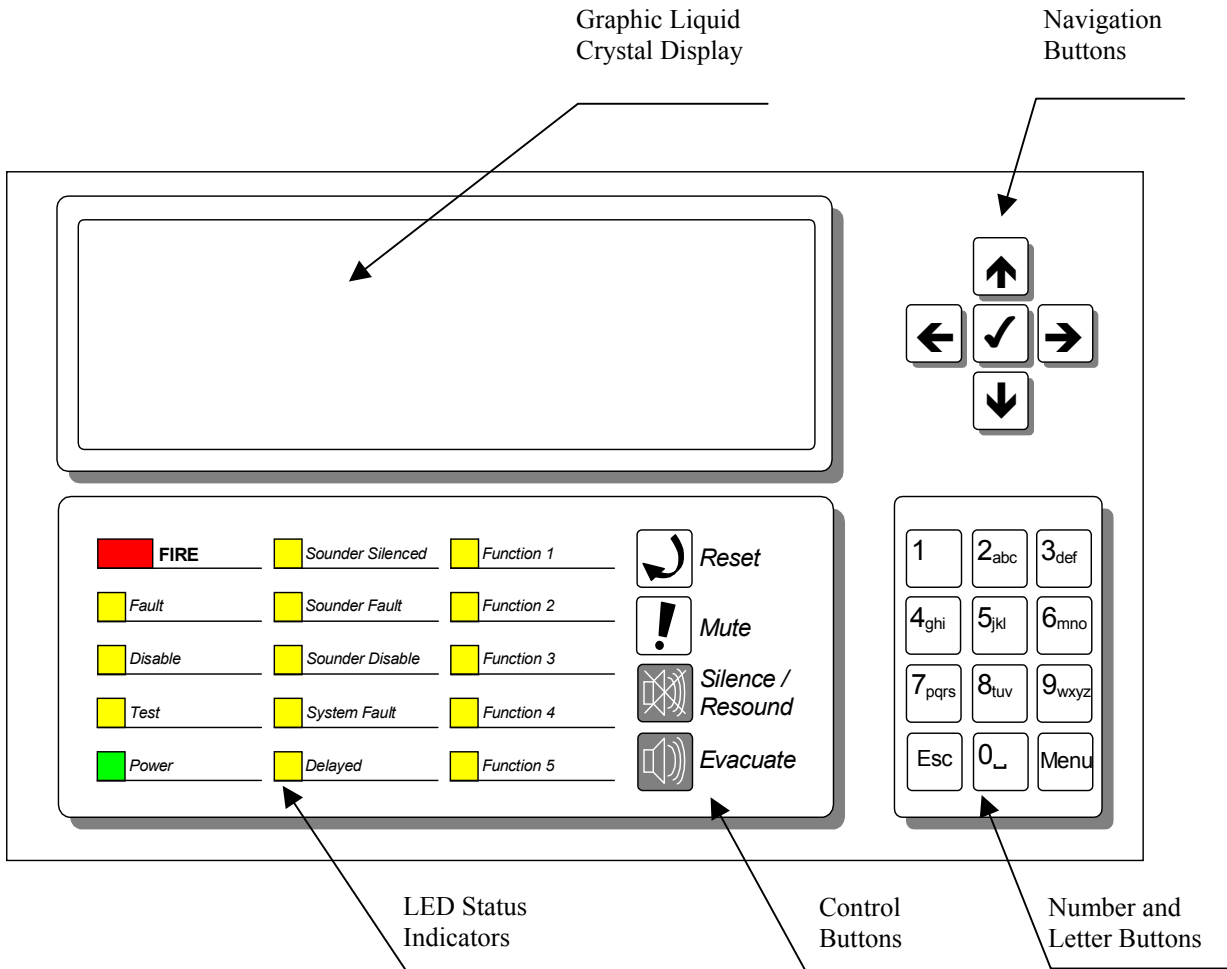 Graphic Liquid
Crystal Display
Navigation
Buttons
FIRE
Fault
Disable
Test
Power
Sounder Silenced
Sounder Fault
Sounder Disable
System Fault
Delayed
Function 1
Function 2
Function 3
Function 4
Function 5
Reset
Mute
Silence /
Resound
Evacuate
1 2abc 3def
4ghi 5jkl 6mno
7pqrs 8tuv 9wxyz
Esc 0⎵ Menu
LED Status
Indicators
Control
Buttons
Number and
Letter Buttons